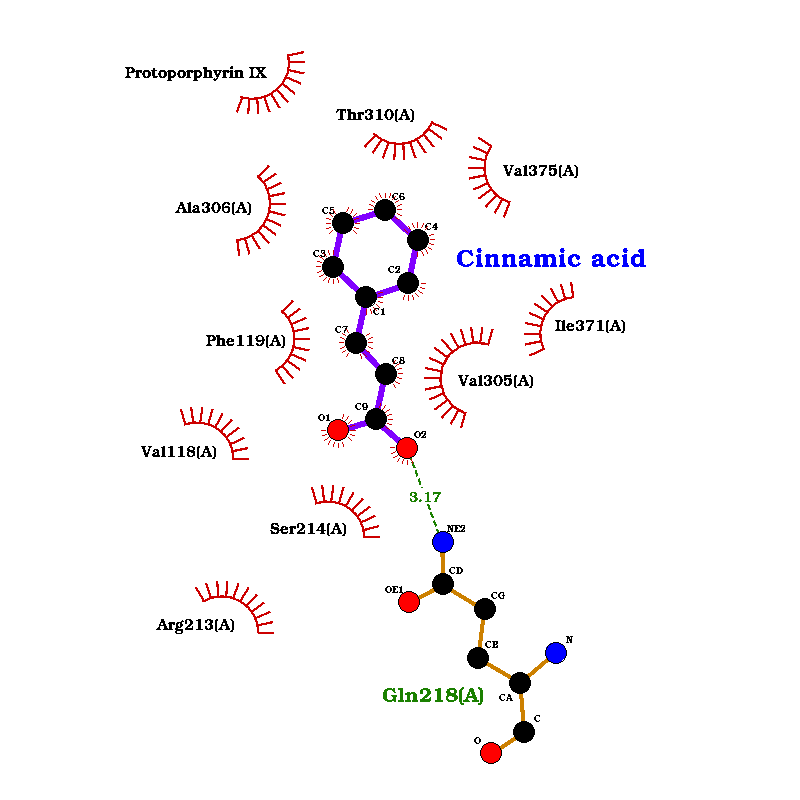 Protoporphyrin IX
Thr310(A)
Val375(A)
Ala306(A)
C5
C6
C4
C3
C2
Cinnamic acid
C1
Ile371(A)
C7
Phe119(A)
C8
Val305(A)
C9
O1
O2
Val118(A)
3.17
Ser214(A)
NE2
CD
OE1
CG
Arg213(A)
N
CB
Gln218(A)
CA
C
O